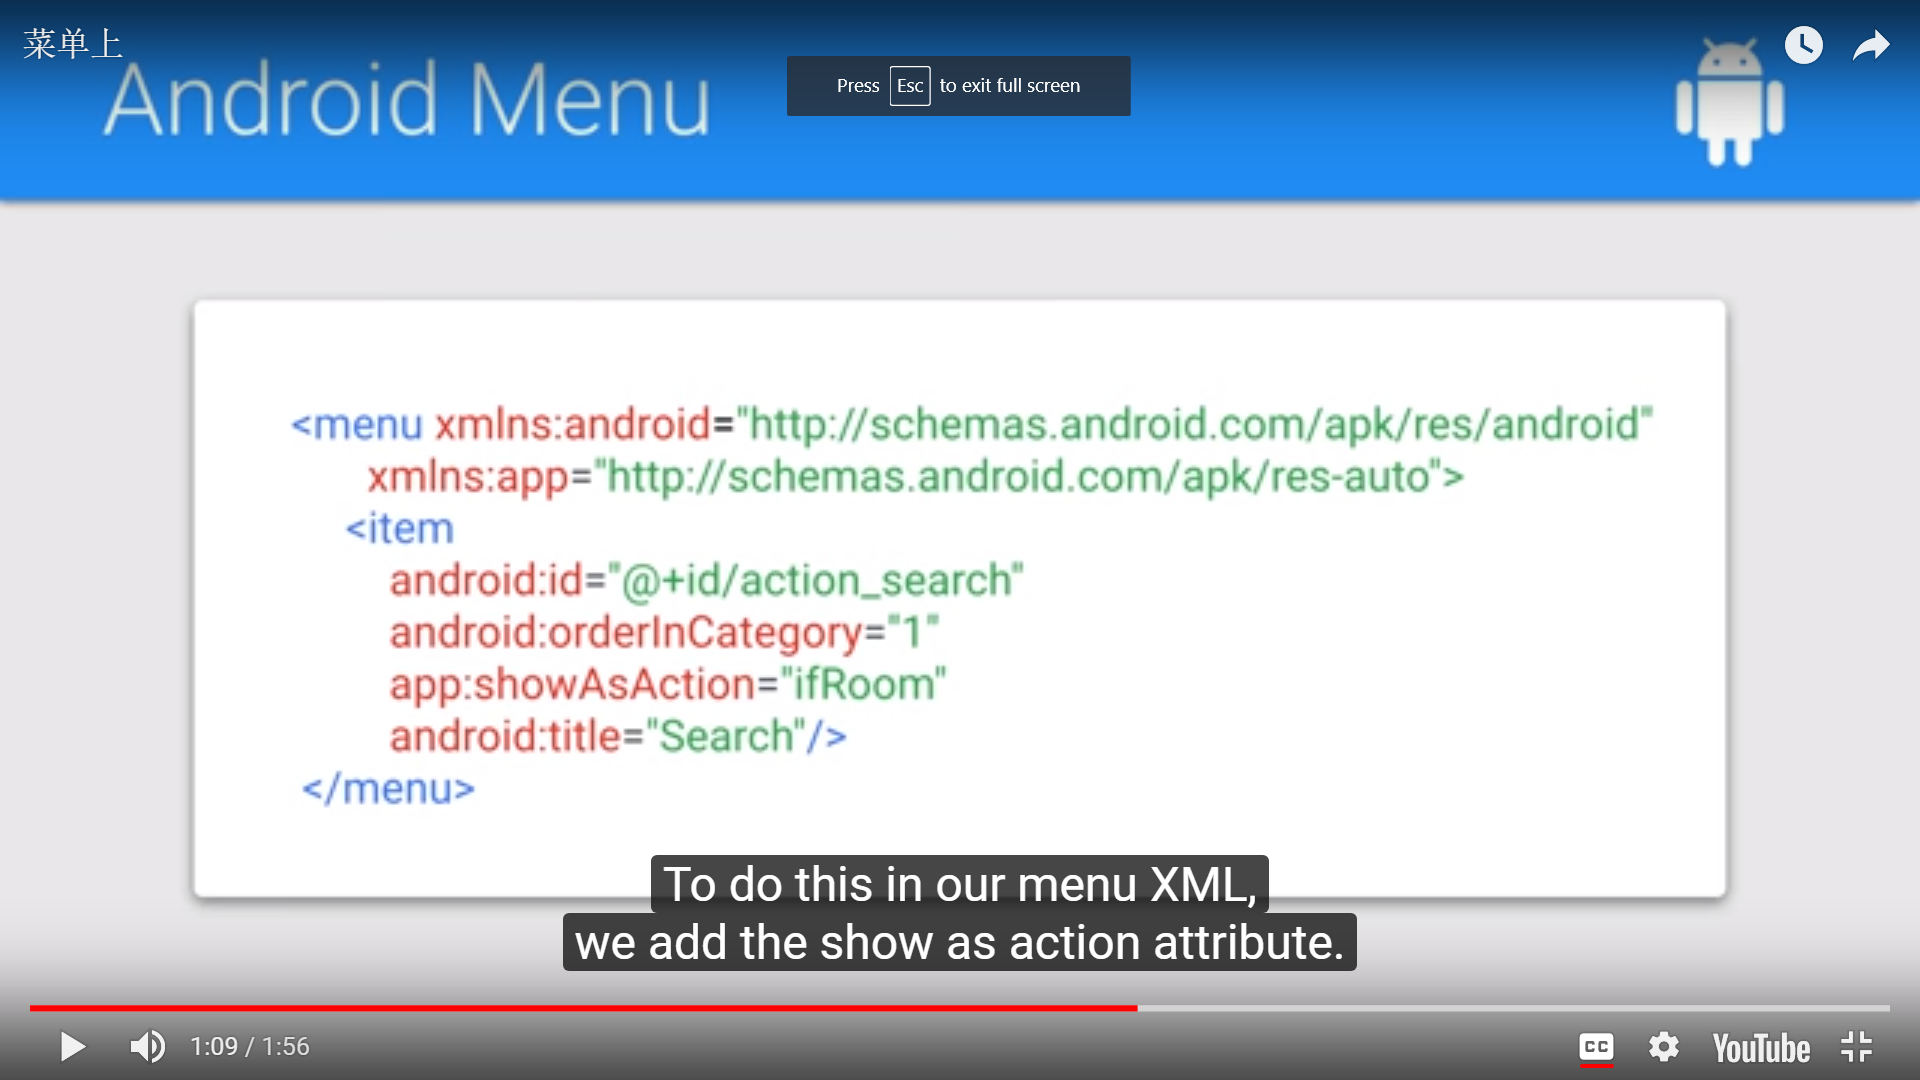 菜单上
Android Menu
Press Esc to exit full screen
<menu xmlns:android="http://schemas.android.com/apk/res/android"
xmlns:app="http://schemas.android.com/apk/res-auto">
<item
android:id="@+id/action_search"
android:orderInCategory="1"
app:showAsAction="ifRoom"
android:title="Search"/>
</menu>
To do this in our menu XML,
we add the show as action attribute.
1:09 / 1:56
CC
YouTube